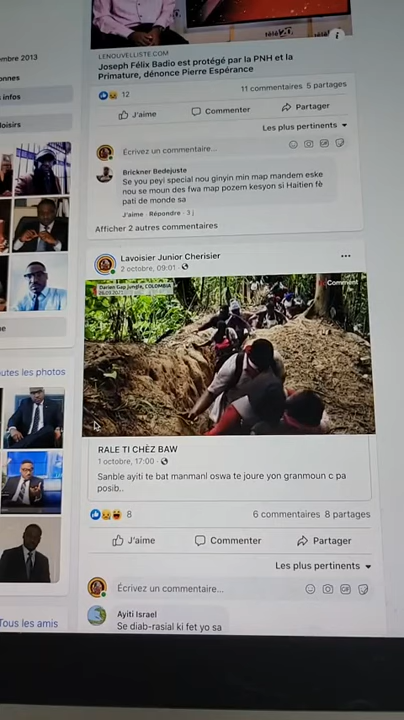 LENOUVELLISTE.COM
Joseph Félix Badio est protégé par la PNH et la
Primature, dénonce Pierre Espérance
12
11 commentaires 5 partages
J'aime
Commenter
Partager
Les plus pertinents
Écrivez un commentaire...
Brickner Bedejuste
Se you peyi special nou ginyin min map mandem eske
nou se moun des fwa map pozem kesyon si Haitien fè
pati de monde sa
J'aime · Répondre · 3 j
Afficher 2 autres commentaires
Lavoisier Junior Cherisier
2 octobre, 09:01 ·
Darien Gap jungle, COLOMBIA
Comment
RALE TI CHÈZ BAW
1 octobre, 17:00 ·
Sanble ayiti te bat manmanl oswa te joure yon granmoun c pa
posib..
8
6 commentaires 8 partages
J'aime
Commenter
Partager
Les plus pertinents
Écrivez un commentaire...
Ayiti Israel
Se diab-rasial ki fet yo sa
embre 2013
onnes
s infos
oisirs
outes les photos
Tous les amis